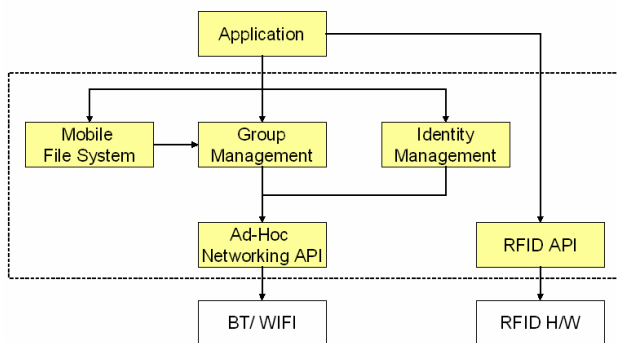 Application
Mobile
File System
Group
Management
Identity
Management
Ad-Hoc
Networking API
RFID API
BT/ WIFI
RFID H/W